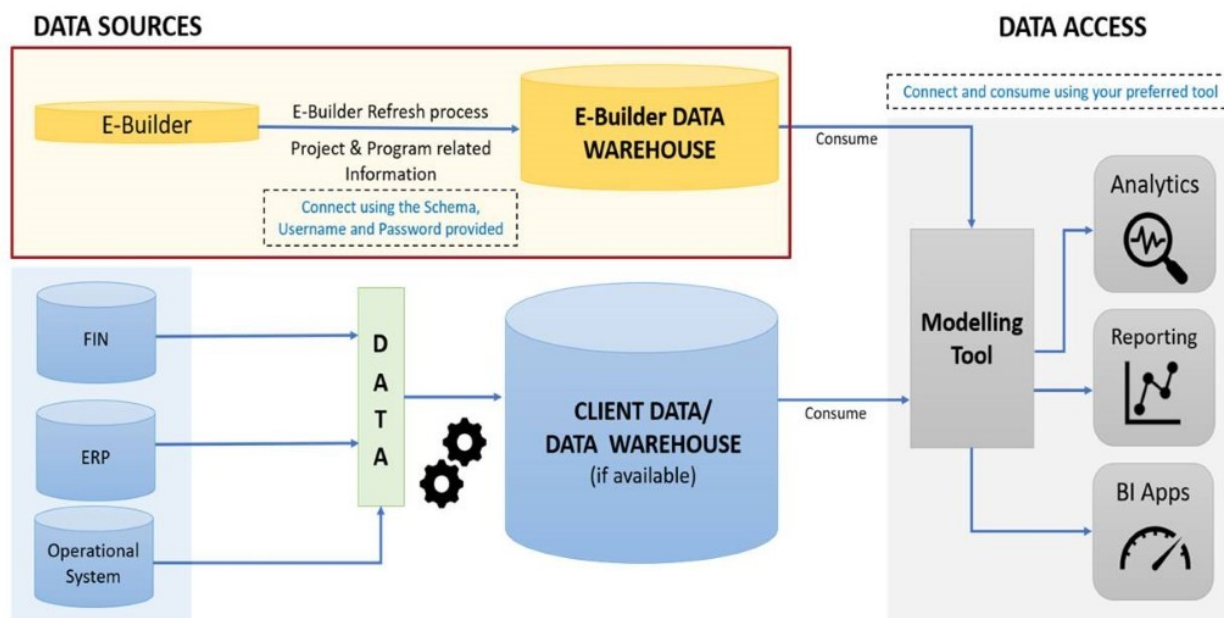 DATA SOURCES
DATA ACCESS
E-Builder
E-Builder Refresh process
Project & Program related
Information
Connect using the Schema,
Username and Password provided
E-Builder DATA
WAREHOUSE
Consume
Connect and consume using your preferred tool
FIN
ERP
Operational
System
D
A
T
A
CLIENT DATA/
DATA WAREHOUSE
(if available)
Consume
Modelling
Tool
Analytics
Reporting
BI Apps